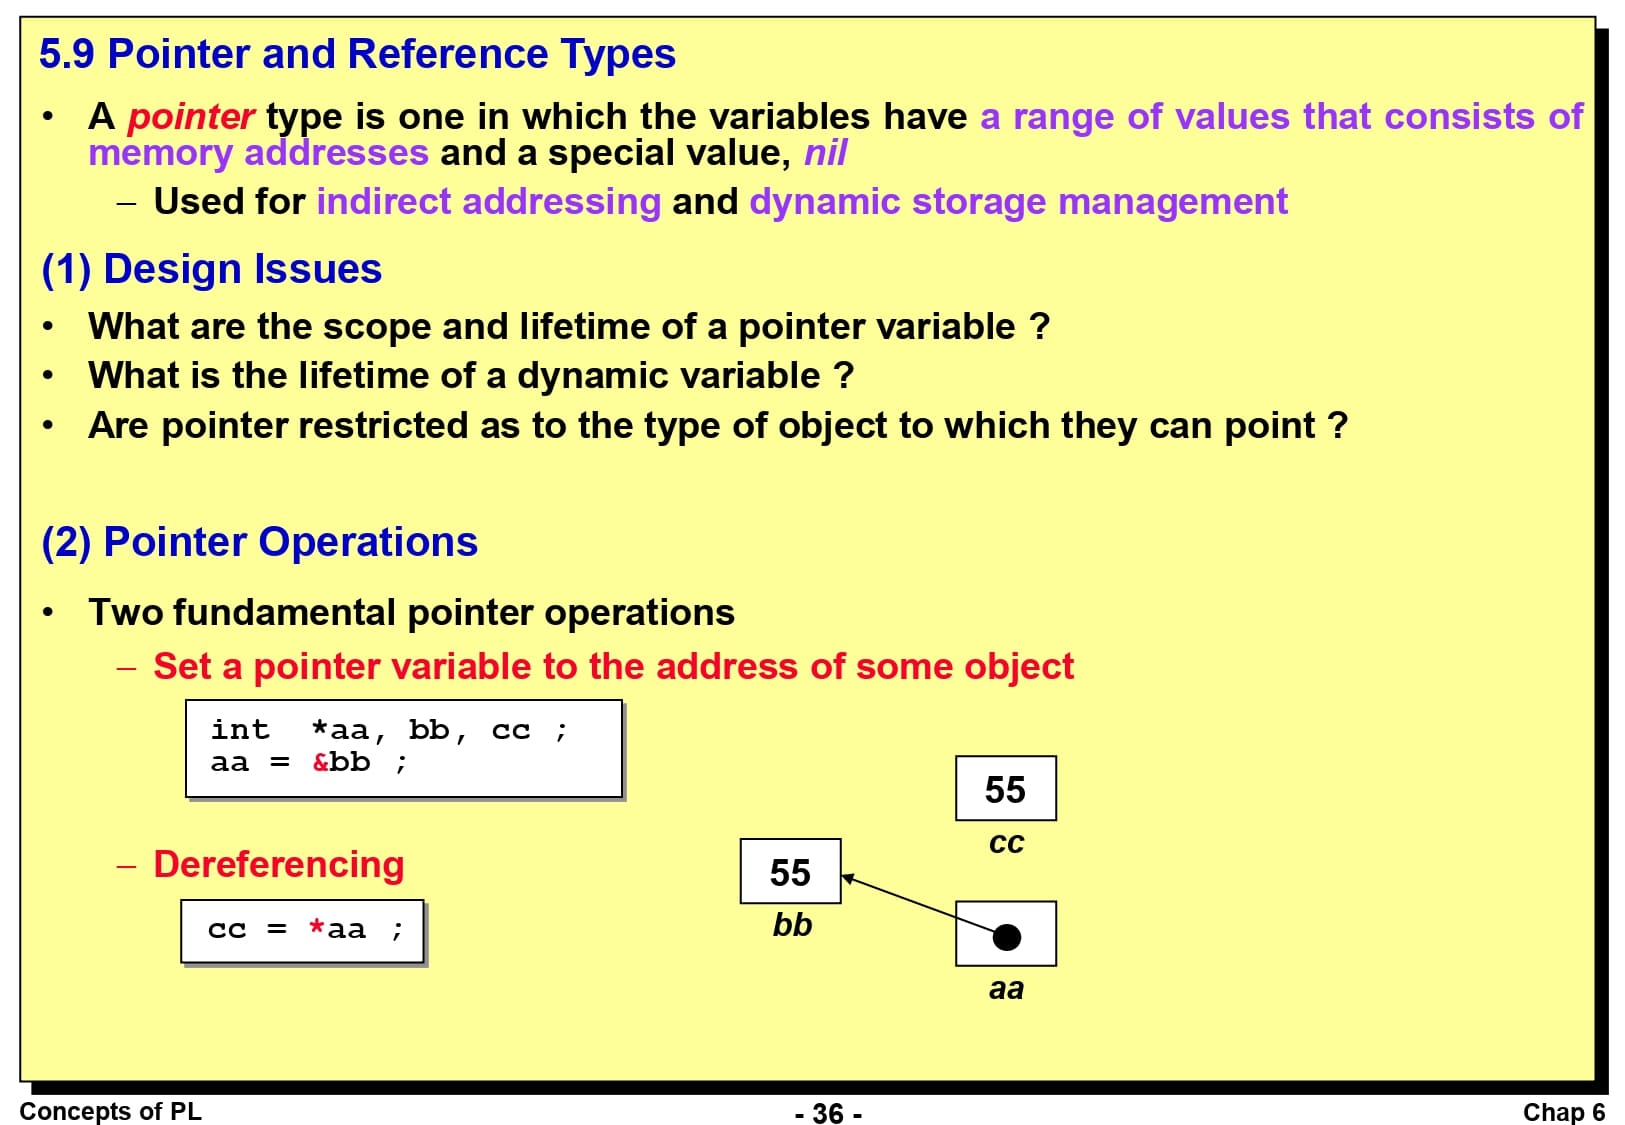 5.9 Pointer and Reference Types
• A pointer type is one in which the variables have a range of values that consists of
memory addresses and a special value, nil
– Used for indirect addressing and dynamic storage management
(1) Design Issues
• What are the scope and lifetime of a pointer variable ?
• What is the lifetime of a dynamic variable ?
• Are pointer restricted as to the type of object to which they can point ?
(2) Pointer Operations
• Two fundamental pointer operations
– Set a pointer variable to the address of some object
int  *aa, bb, cc ;
aa = &bb ;
55
cc
– Dereferencing
55
bb
cc = *aa ;
aa
Concepts of PL
- 36 -
Chap 6